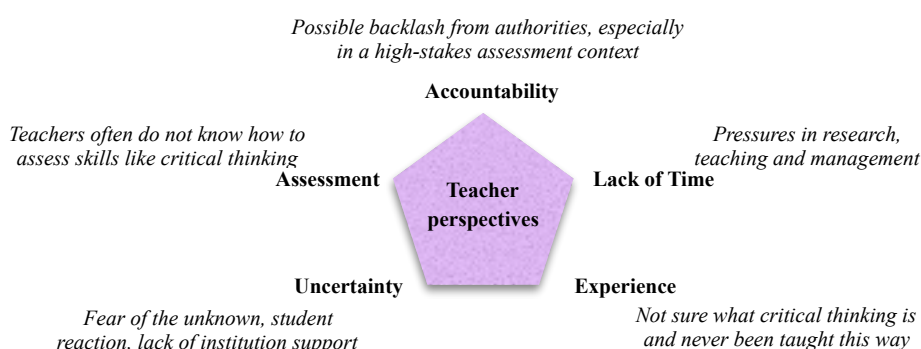 Possible backlash from authorities, especially
in a high-stakes assessment context
Accountability
Teachers often do not know how to
assess skills like critical thinking
Assessment
Pressures in research,
teaching and management
Lack of Time
Teacher
perspectives
Uncertainty
Fear of the unknown, student
reaction, lack of institution support
Experience
Not sure what critical thinking is
and never been taught this way